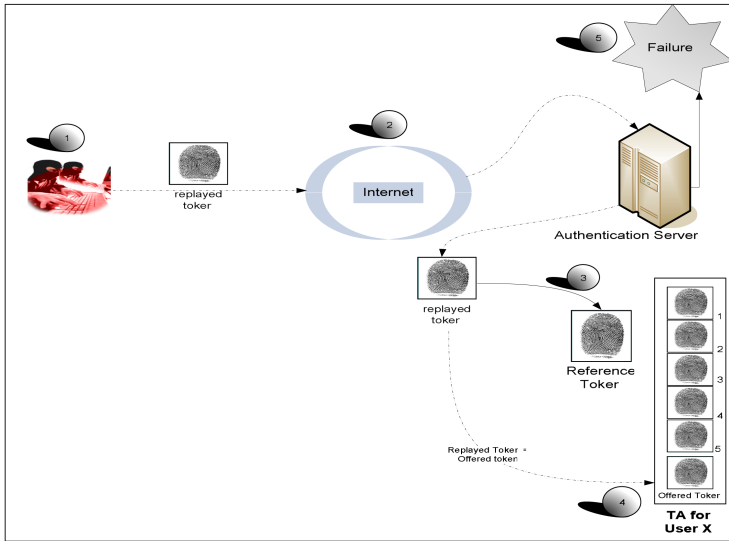 5
Failure
1
2
replayed
toker
Internet
Authentication Server
replayed
toker
3
Reference
Toker
1
2
3
4
5
Replayed Token =
Offered token
Offered Toker
4
TA for
User X